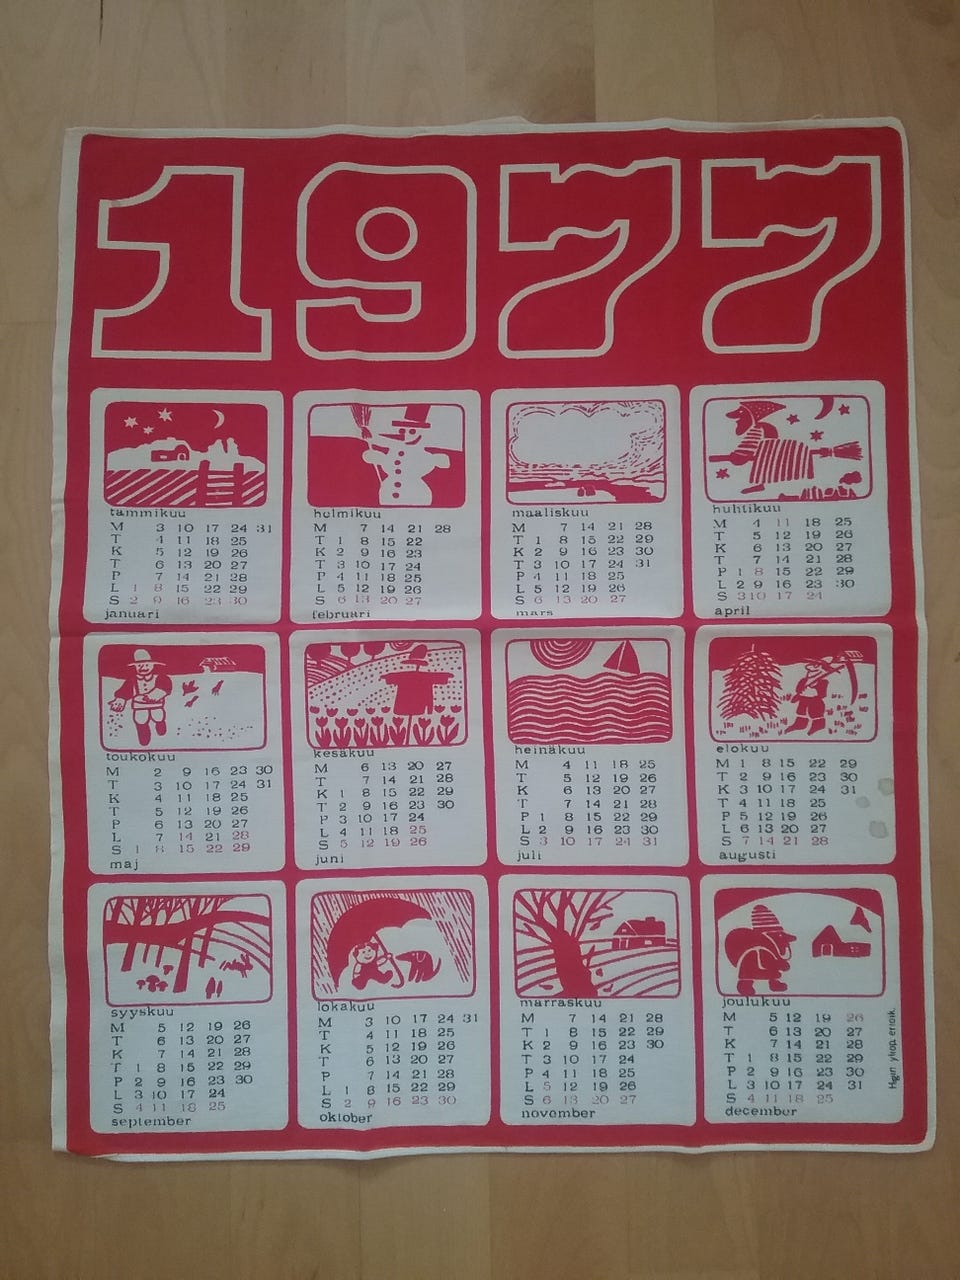 1977
tammikuu
M 3 10 17 24 31
T 4 11 18 25
K 5 12 19 26
T 6 13 20 27
P 7 14 21 28
L 1 8 15 22 29
S 2 9 16 23 30
januari
helmikuu
M 7 14 21 28
T 1 8 15 22
K 2 9 16 23
T 3 10 17 24
P 4 11 18 25
L 5 12 19 26
S 6 13 20 27
februari
maaliskuu
M 7 14 21 28
T 1 8 15 22 29
K 2 9 16 23 30
T 3 10 17 24 31
P 4 11 18 25
L 5 12 19 26
S 6 13 20 27
mars
huhtikuu
M 4 11 18 25
T 5 12 19 26
K 6 13 20 27
T 7 14 21 28
P 1 8 15 22 29
L 2 9 16 23 30
S 3 10 17 24
april
toukokuu
M 2 9 16 23 30
T 3 10 17 24 31
K 4 11 18 25
T 5 12 19 26
P 6 13 20 27
L 7 14 21 28
S 1 8 15 22 29
maj
kesäkuu
M 6 13 20 27
T 7 14 21 28
K 1 8 15 22 29
T 2 9 16 23 30
P 3 10 17 24
L 4 11 18 25
S 5 12 19 26
juni
heinäkuu
M 4 11 18 25
T 5 12 19 26
K 6 13 20 27
T 7 14 21 28
P 1 8 15 22 29
L 2 9 16 23 30
S 3 10 17 24 31
juli
elokuu
M 1 8 15 22 29
T 2 9 16 23 30
K 3 10 17 24 31
T 4 11 18 25
P 5 12 19 26
L 6 13 20 27
S 7 14 21 28
augusti
syyskuu
M 5 12 19 26
T 6 13 20 27
K 7 14 21 28
T 1 8 15 22 29
P 2 9 16 23 30
L 3 10 17 24
S 4 11 18 25
september
lokakuu
M 3 10 17 24 31
T 4 11 18 25
K 5 12 19 26
T 6 13 20 27
P 7 14 21 28
L 1 8 15 22 29
S 2 9 16 23 30
oktober
marraskuu
M 7 14 21 28
T 1 8 15 22 29
K 2 9 16 23 30
T 3 10 17 24
P 4 11 18 25
L 5 12 19 26
S 6 13 20 27
november
joulukuu
M 5 12 19 26
T 6 13 20 27
K 7 14 21 28
T 1 8 15 22 29
P 2 9 16 23 30
L 3 10 17 24 31
S 4 11 18 25
december
Hgin yliop. erioik.